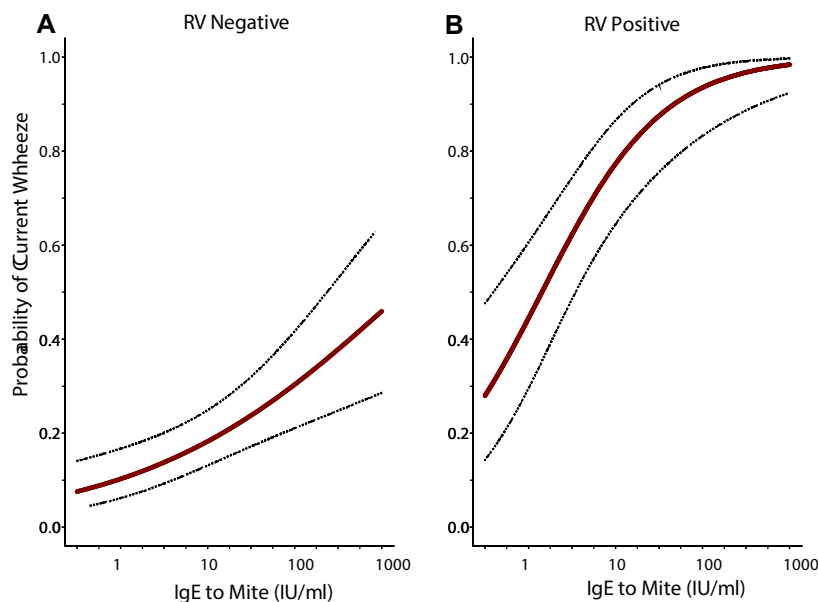 A
RV Negative
B
RV Positive
Probability of Current Whheeze
1.0
0.8
0.6
0.4
0.2
0.0
1
10
100
1000
IgE to Mite (IU/ml)
1.0
0.8
0.6
0.4
0.2
0.0
1
10
100
1000
IgE to Mite (IU/ml)